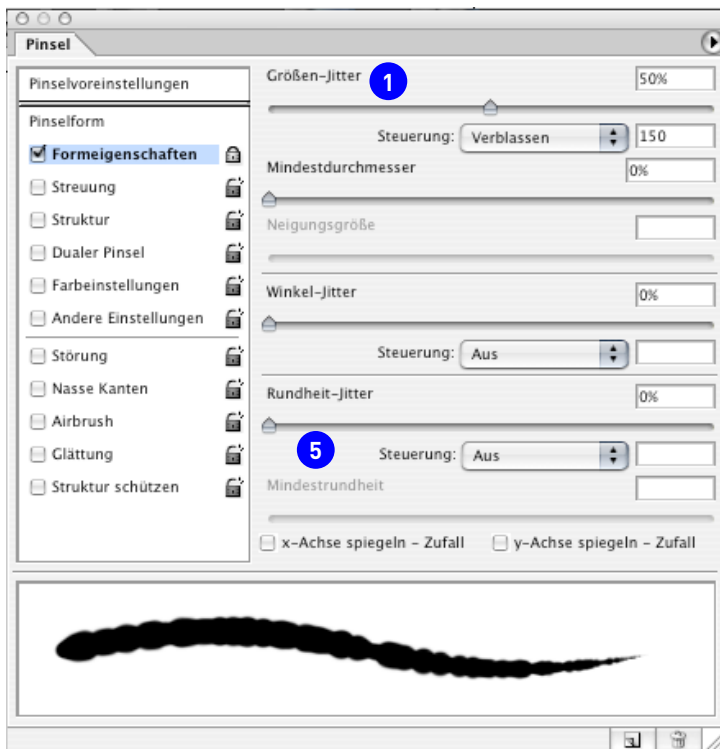 Pinsel
Pinselvoreinstellungen
Pinselform
Formeigenschaften
Streuung
Struktur
Dualer Pinsel
Farbeinstellungen
Andere Einstellungen
Störung
Nasse Kanten
Airbrush
Glättung
Struktur schützen
Größen-Jitter 1 50%
Steuerung: Verblassen 150
Mindestdurchmesser 0%
Neigungsgröße
Winkel-Jitter 0%
Steuerung: Aus
Rundheit-Jitter 0%
5 Steuerung: Aus
Mindestrundheit
x-Achse spiegeln - Zufall y-Achse spiegeln - Zufall